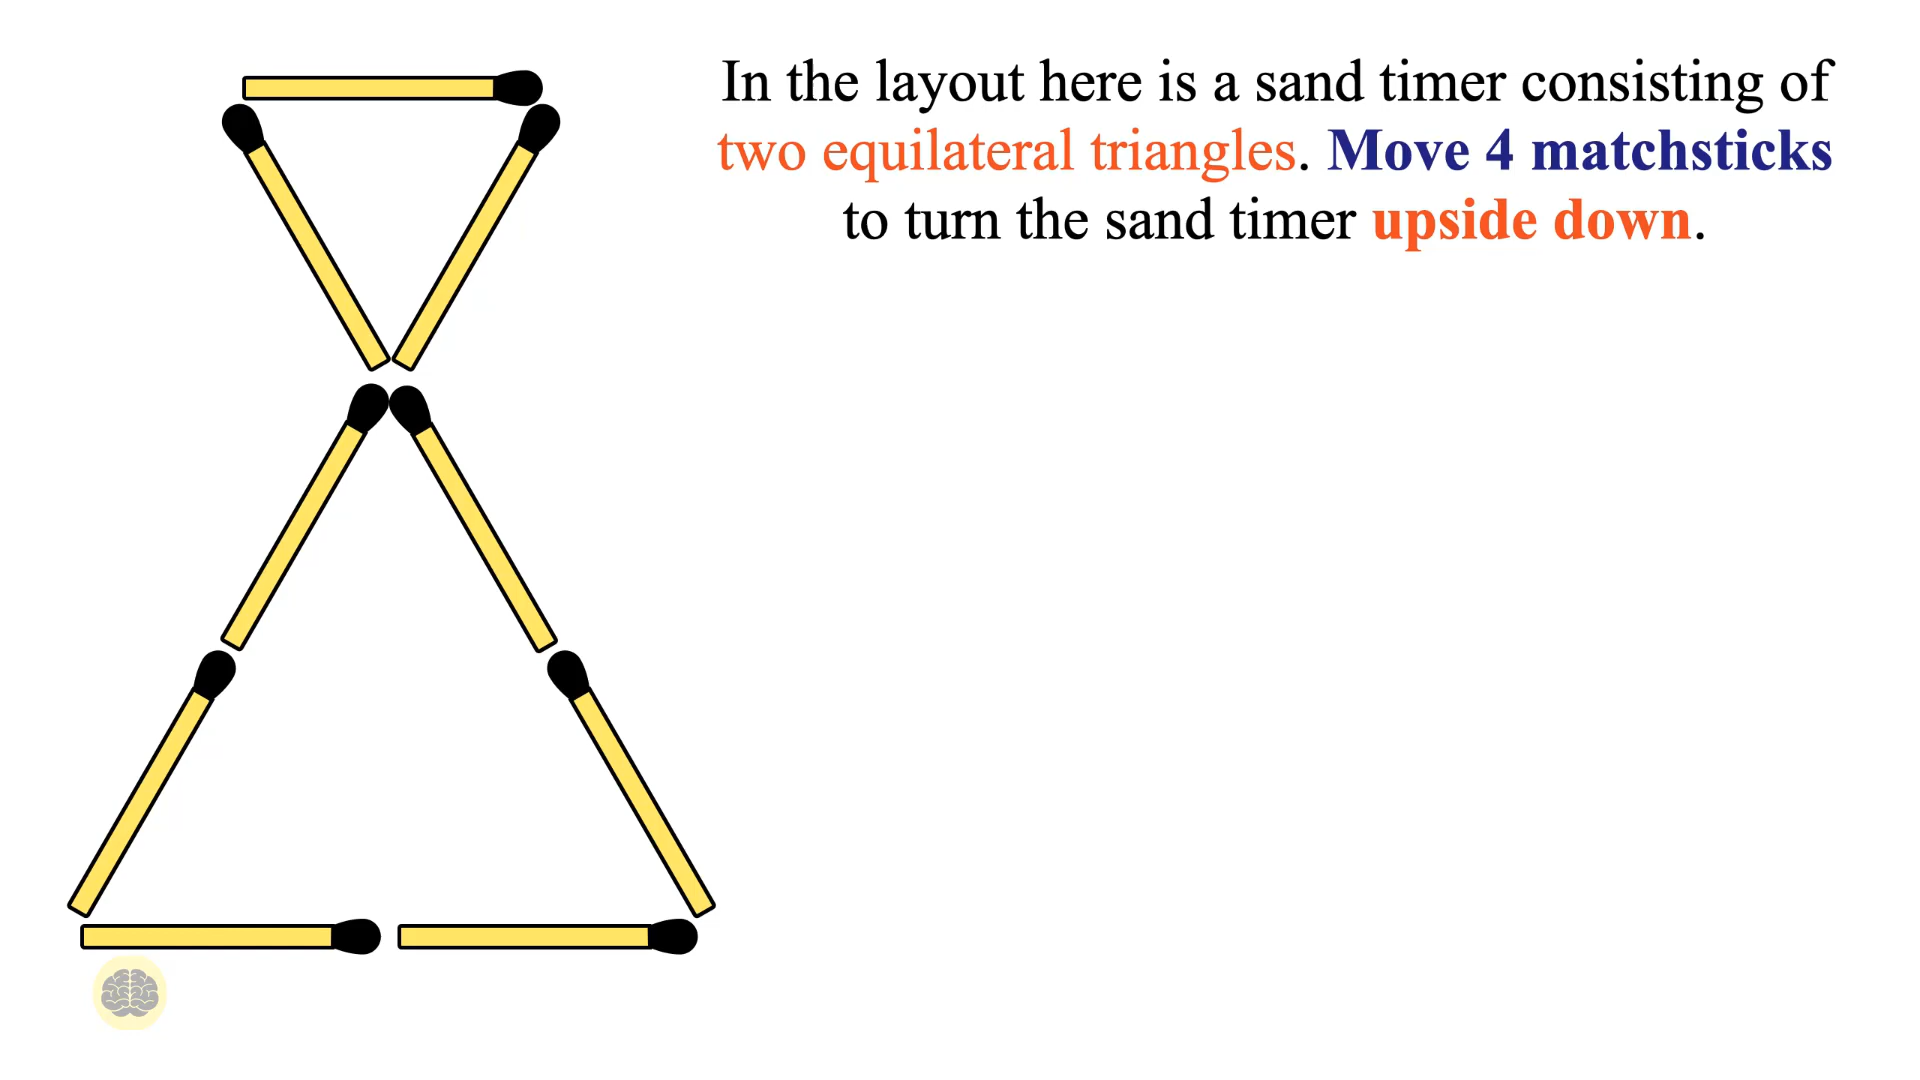 In the layout here is a sand timer consisting of
two equilateral triangles. Move 4 matchsticks
to turn the sand timer upside down.